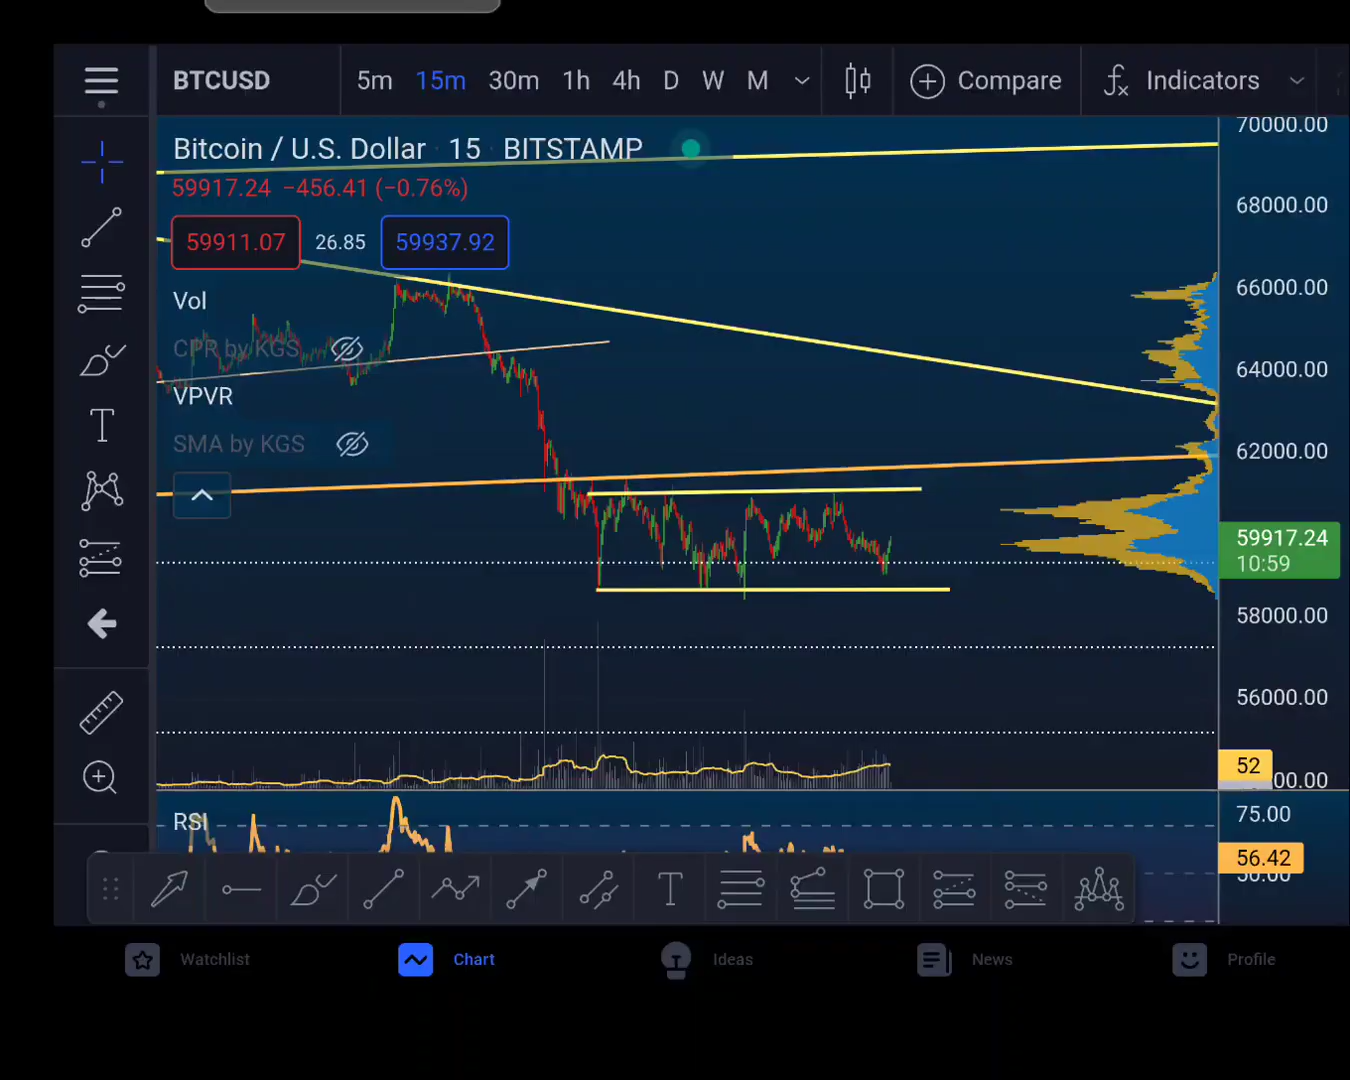 BTCUSD 5m 15m 30m 1h 4h D W M Compare fx Indicators
Bitcoin / U.S. Dollar · 15 · BITSTAMP
70000.00
59917.24 −456.41 (−0.76%)
68000.00
59911.07 26.85 59937.92
Vol
66000.00
CPR by KGS
64000.00
VPVR
SMA by KGS
62000.00
59917.24
10:59
58000.00
56000.00
52
00.00
RSI
75.00
56.42
50.00
T
T
Watchlist Chart Ideas News Profile